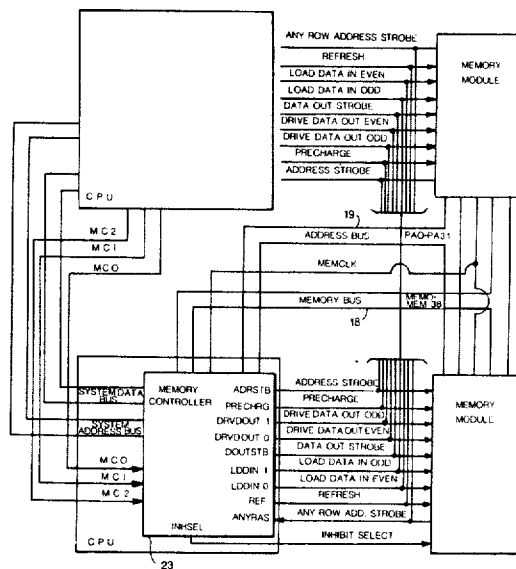 ANY ROW ADDRESS STROBE
REFRESH
LOAD DATA IN EVEN
LOAD DATA IN ODD
DATA OUT STROBE
DRIVE DATA OUT EVEN
DRIVE DATA OUT ODD
PRECHARGE
ADDRESS STROBE
MEMORY
MODULE
CPU
MC2
MC1
MC0
19
ADDRESS BUS
PAO-PA31
MEMCLK
MEMORY BUS
MEMO-
MEM 38
18
SYSTEM DATA
BUS
SYSTEM
ADDRESS BUS
MC0
MC1
MC2
MEMORY
CONTROLLER
ADRSTB
PRECHRG
DRVDOUT 1
DRVDOUT 0
DOUTSTB
LDDIN 1
LDDIN 0
REF
ANYRAS
INHSEL
ADDRESS STROBE
PRECHARGE
DRIVE DATA OUT ODD
DRIVE DATA OUT EVEN
DATA OUT STROBE
LOAD DATA IN ODD
LOAD DATA IN EVEN
REFRESH
ANY ROW ADD. STROBE
INHIBIT SELECT
MEMORY
MODULE
CPU
23